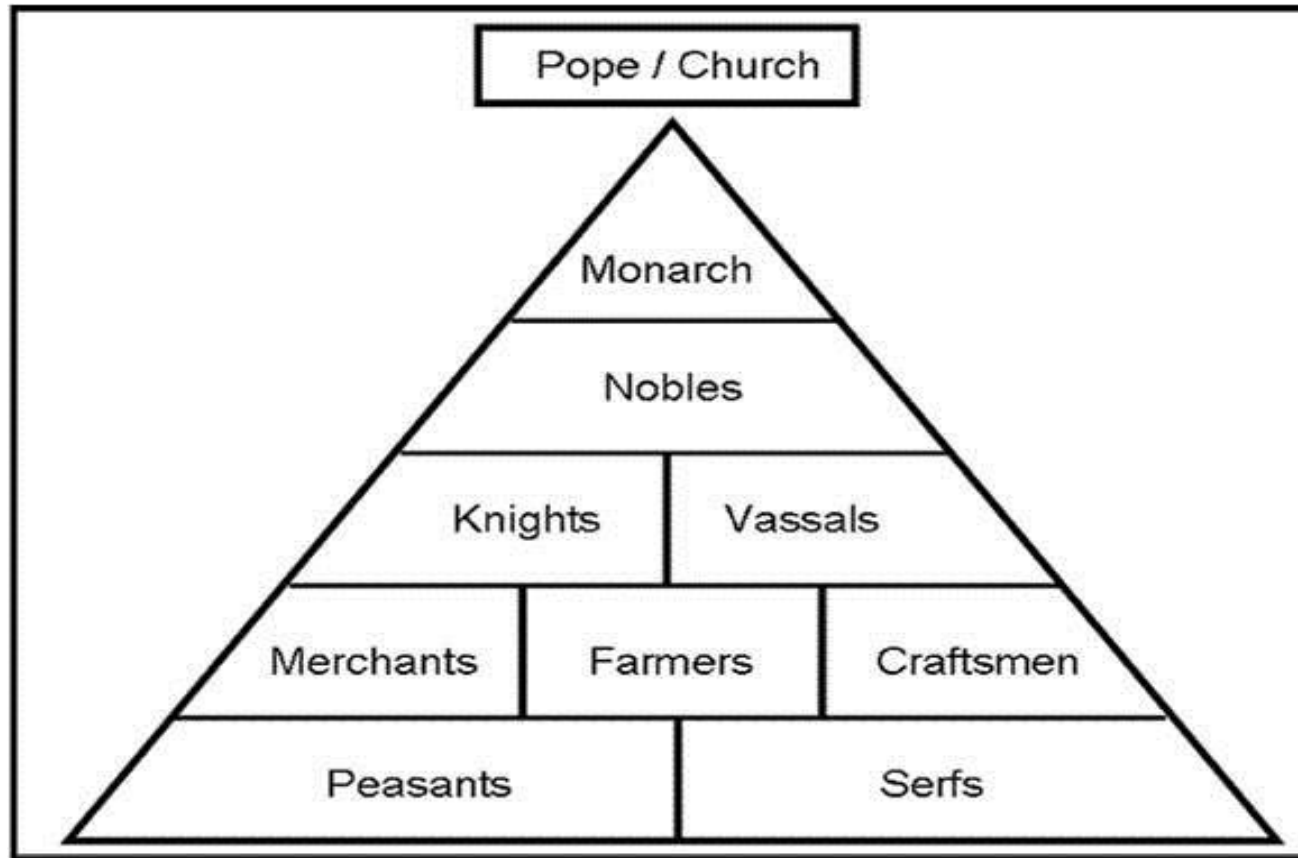 Pope / Church
Monarch
Nobles
Knights Vassals
Merchants Farmers Craftsmen
Peasants Serfs